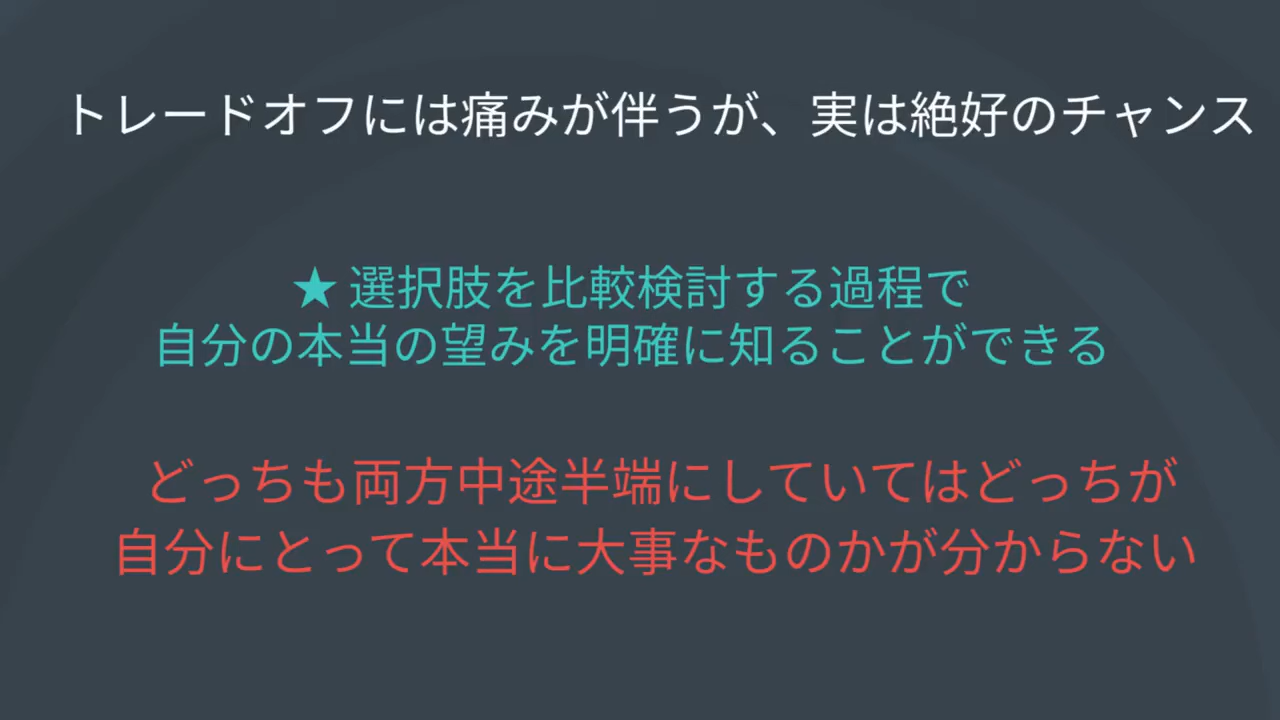 トレードオフには痛みが伴うが、実は絶好のチャンス
★ 選択肢を比較検討する過程で
自分の本当の望みを明確に知ることができる
どっちも両方中途半端にしていてはどっちが
自分にとって本当に大事なものかが分からない